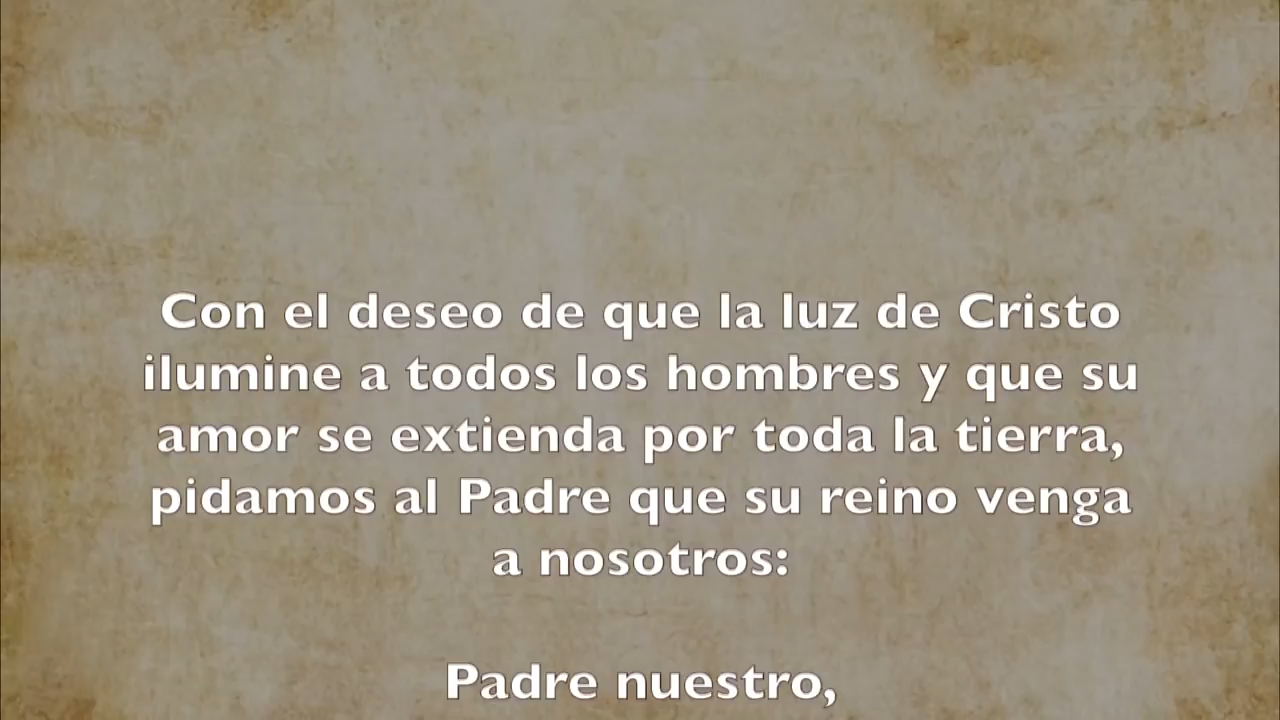 Con el deseo de que la luz de Cristo
ilumine a todos los hombres y que su
amor se extienda por toda la tierra,
pidamos al Padre que su reino venga
a nosotros:
Padre nuestro,